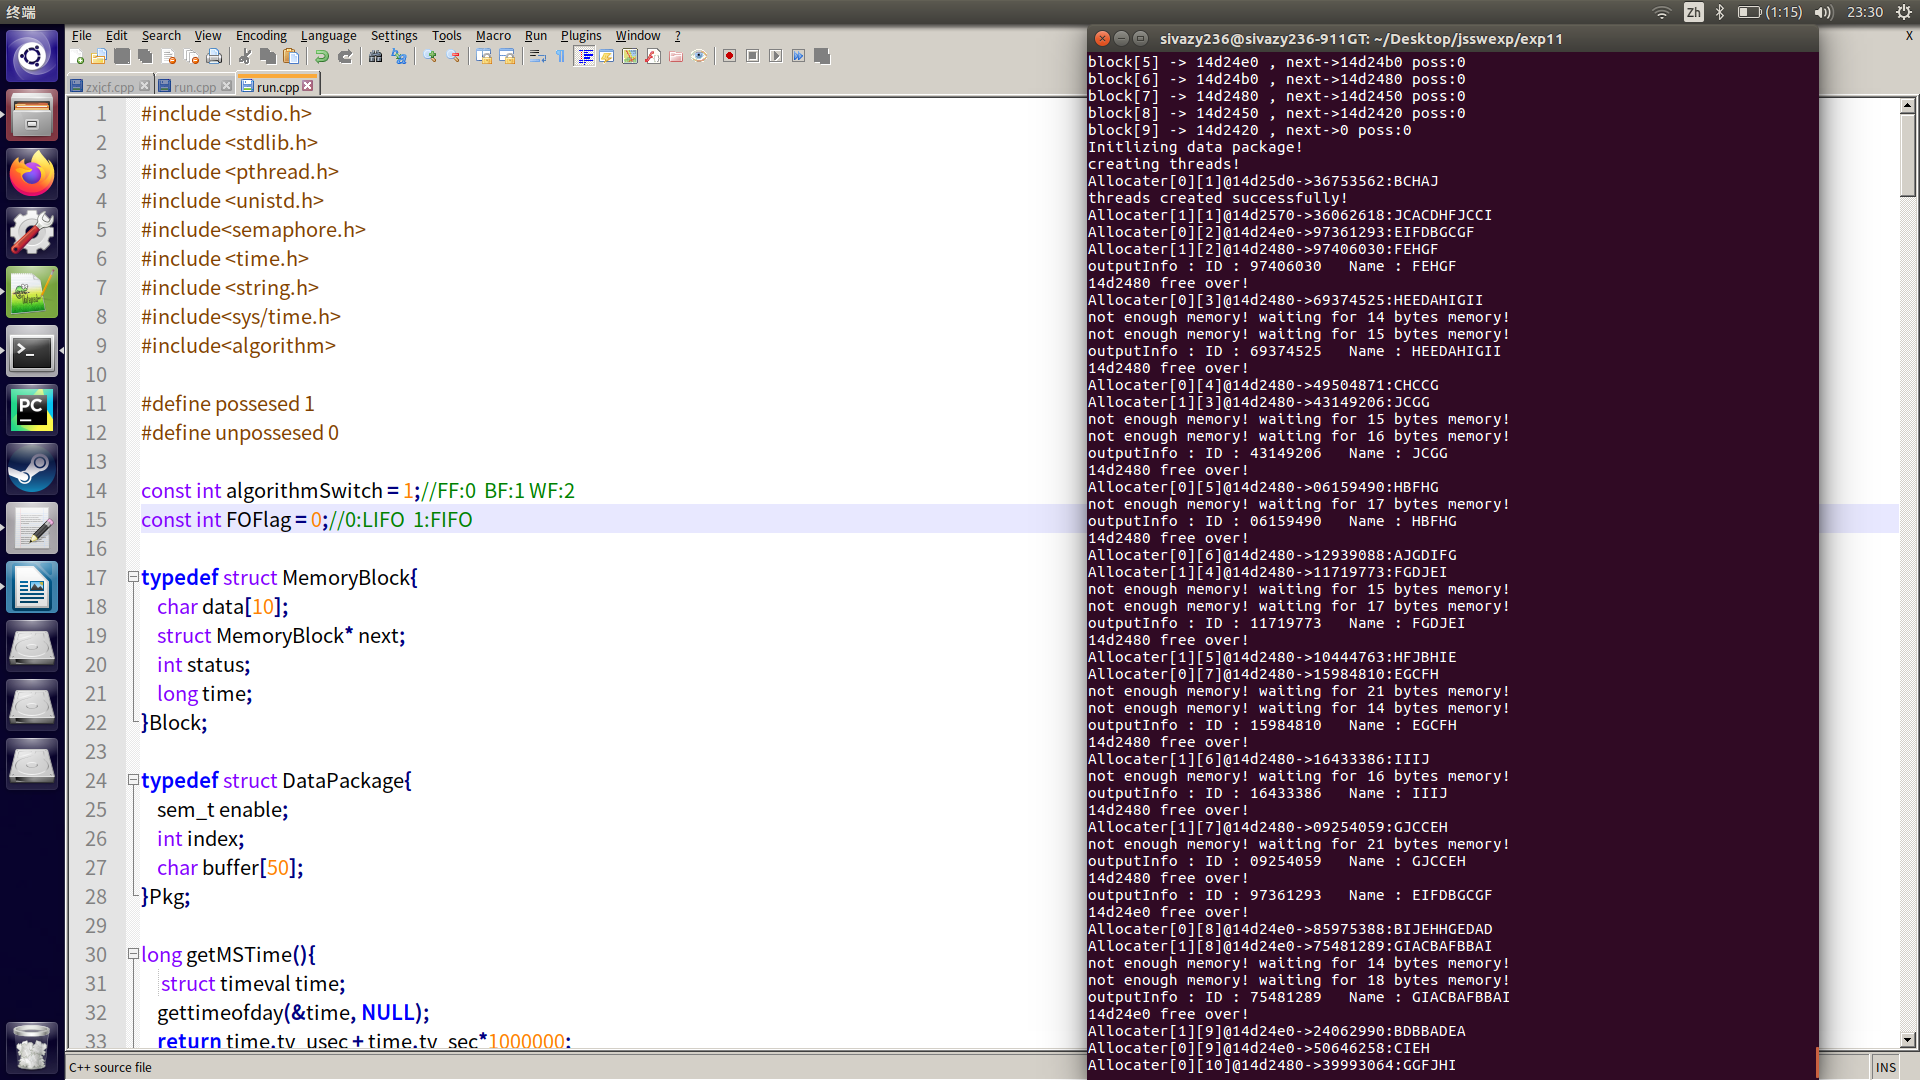 终端
Zh
(1:15)
23:30
File Edit Search View Encoding Language Settings Tools Macro Run Plugins Window ?
X
zxjcf.cpp
run.cpp
run.cpp
1 #include <stdio.h>
2 #include <stdlib.h>
3 #include <pthread.h>
4 #include <unistd.h>
5 #include<semaphore.h>
6 #include <time.h>
7 #include <string.h>
8 #include<sys/time.h>
9 #include<algorithm>
10
11 #define possesed 1
12 #define unpossesed 0
13
14 const int algorithmSwitch = 1;//FF:0 BF:1 WF:2
15 const int FOFlag = 0;//0:LIFO 1:FIFO
16
17 typedef struct MemoryBlock{
18 char data[10];
19 struct MemoryBlock* next;
20 int status;
21 long time;
22 }Block;
23
24 typedef struct DataPackage{
25 sem_t enable;
26 int index;
27 char buffer[50];
28 }Pkg;
29
30 long getMSTime(){
31 struct timeval time;
32 gettimeofday(&time, NULL);
33 return time.tv_usec + time.tv_sec*1000000;
C++ source file
INS
PC
sivazy236@sivazy236-911GT: ~/Desktop/jsswexp/exp11
block[5] -> 14d24e0 , next->14d24b0 poss:0
block[6] -> 14d24b0 , next->14d2480 poss:0
block[7] -> 14d2480 , next->14d2450 poss:0
block[8] -> 14d2450 , next->14d2420 poss:0
block[9] -> 14d2420 , next->0 poss:0
Initlizing data package!
creating threads!
Allocater[0][1]@14d25d0->36753562:BCHAJ
threads created successfully!
Allocater[1][1]@14d2570->36062618:JCACDHFJCCI
Allocater[0][2]@14d24e0->97361293:EIFDBGCGF
Allocater[1][2]@14d2480->97406030:FEHGF
outputInfo : ID : 97406030 Name : FEHGF
14d2480 free over!
Allocater[0][3]@14d2480->69374525:HEEDAHIGII
not enough memory! waiting for 14 bytes memory!
not enough memory! waiting for 15 bytes memory!
outputInfo : ID : 69374525 Name : HEEDAHIGII
14d2480 free over!
Allocater[0][4]@14d2480->49504871:CHCCG
Allocater[1][3]@14d2480->43149206:JCGG
not enough memory! waiting for 15 bytes memory!
not enough memory! waiting for 16 bytes memory!
outputInfo : ID : 43149206 Name : JCGG
14d2480 free over!
Allocater[0][5]@14d2480->06159490:HBFHG
not enough memory! waiting for 17 bytes memory!
outputInfo : ID : 06159490 Name : HBFHG
14d2480 free over!
Allocater[0][6]@14d2480->12939088:AJGDIFG
Allocater[1][4]@14d2480->11719773:FGDJEI
not enough memory! waiting for 15 bytes memory!
not enough memory! waiting for 17 bytes memory!
outputInfo : ID : 11719773 Name : FGDJEI
14d2480 free over!
Allocater[1][5]@14d2480->10444763:HFJBHIE
Allocater[0][7]@14d2480->15984810:EGCFH
not enough memory! waiting for 21 bytes memory!
not enough memory! waiting for 14 bytes memory!
outputInfo : ID : 15984810 Name : EGCFH
14d2480 free over!
Allocater[1][6]@14d2480->16433386:IIIJ
not enough memory! waiting for 16 bytes memory!
outputInfo : ID : 16433386 Name : IIIJ
14d2480 free over!
Allocater[1][7]@14d2480->09254059:GJCCEH
not enough memory! waiting for 21 bytes memory!
outputInfo : ID : 09254059 Name : GJCCEH
14d2480 free over!
outputInfo : ID : 97361293 Name : EIFDBGCGF
14d24e0 free over!
Allocater[0][8]@14d24e0->85975388:BIJEHHGEDAD
Allocater[1][8]@14d24e0->75481289:GIACBAFBBAI
not enough memory! waiting for 14 bytes memory!
not enough memory! waiting for 18 bytes memory!
outputInfo : ID : 75481289 Name : GIACBAFBBAI
14d24e0 free over!
Allocater[1][9]@14d24e0->24062990:BDBBADEA
Allocater[0][9]@14d24e0->50646258:CIEH
Allocater[0][10]@14d2480->39993064:GGFJHI